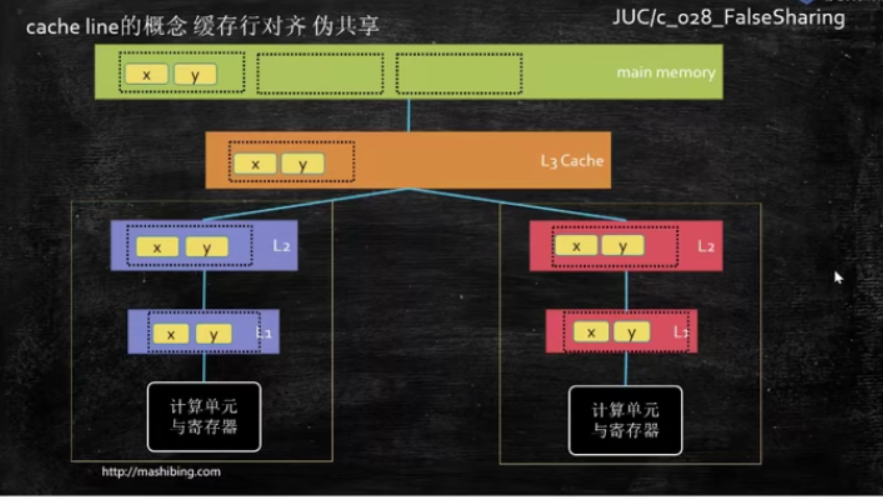 cache line的概念 缓存行对齐 伪共享
JUC/c_028_FalseSharing
x y
main memory
x y
L3 Cache
x y
L2
x y
L2
x y
L1
x y
L1
计算单元
与寄存器
计算单元
与寄存器
http://mashibing.com